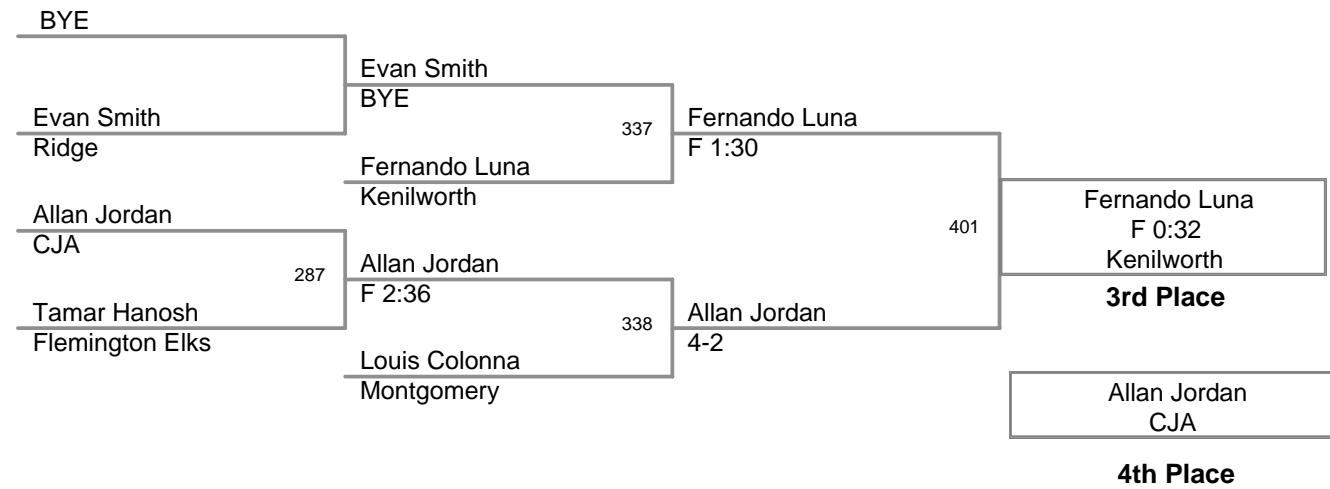 BYE
Evan Smith
BYE
Evan Smith
Ridge
337
Fernando Luna
F 1:30
Fernando Luna
Kenilworth
Allan Jordan
CJA
401
Fernando Luna
F 0:32
Kenilworth
3rd Place
287
Allan Jordan
F 2:36
Tamar Hanosh
Flemington Elks
338
Allan Jordan
4-2
Louis Colonna
Montgomery
Allan Jordan
CJA
4th Place